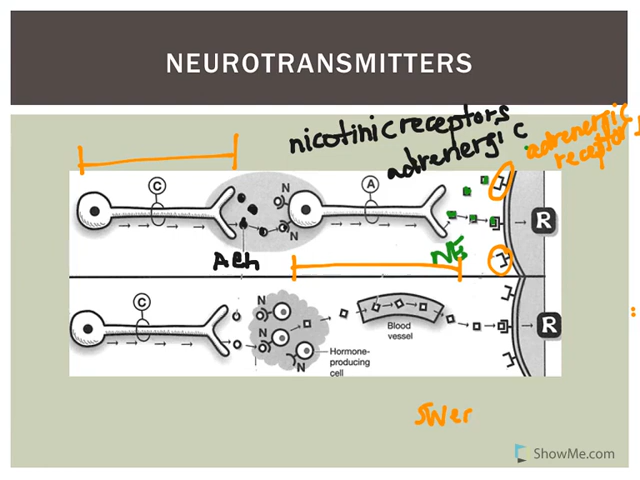 NEUROTRANSMITTERS
nicotinic receptors
adrenergic
adrenergic
receptors
C
N
A
R
N
ACh
NE
C
N
N
N
R
Blood
vessel
Hormone-
producing
cell
swer
ShowMe.com